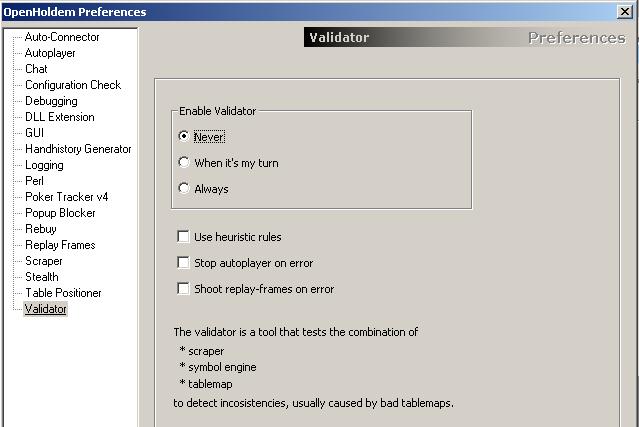 OpenHoldem Preferences
Auto-Connector
Autoplayer
Chat
Configuration Check
Debugging
DLL Extension
GUI
Handhistory Generator
Logging
Perl
Poker Tracker v4
Popup Blocker
Rebuy
Replay Frames
Scraper
Stealth
Table Positioner
Validator
Validator Preferences
Enable Validator
Never
When it's my turn
Always
Use heuristic rules
Stop autoplayer on error
Shoot replay-frames on error
The validator is a tool that tests the combination of
* scraper
* symbol engine
* tablemap
to detect incosistencies, usually caused by bad tablemaps.